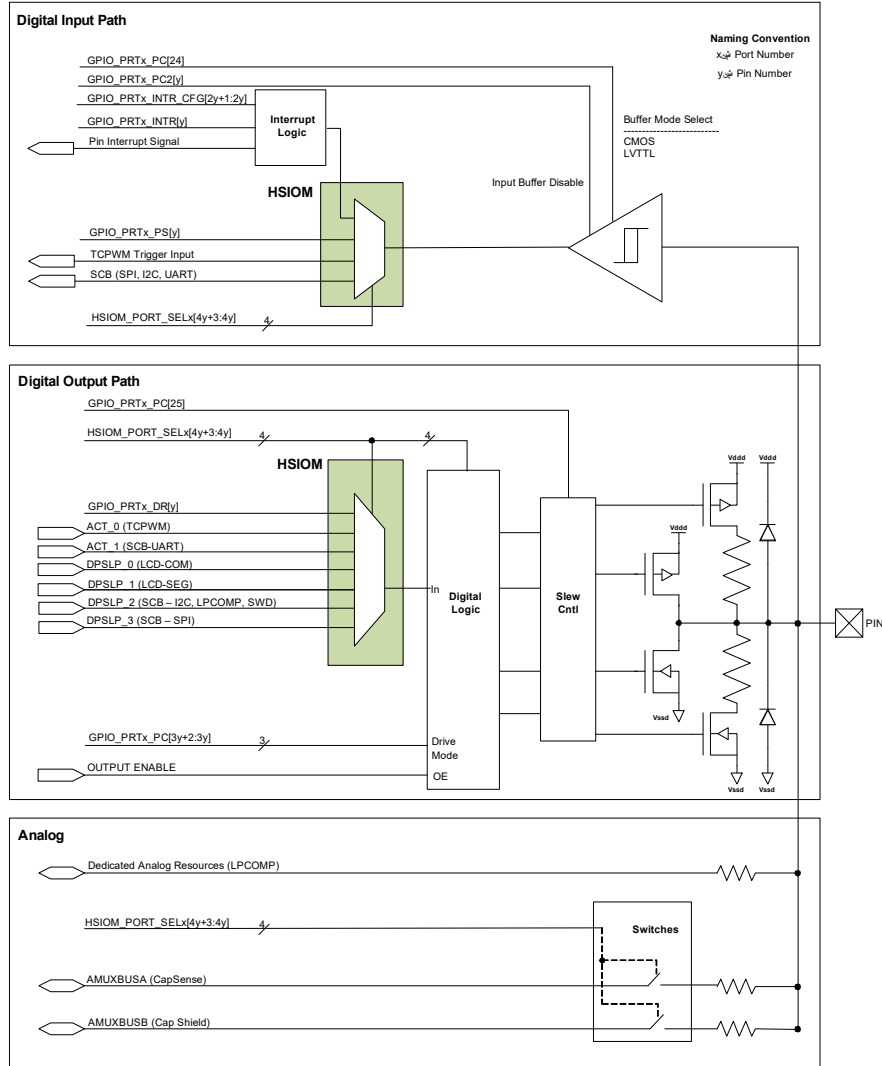 Digital Input Path
Naming Convention
x Port Number
y Pin Number
GPIO_PRTx_PC[24]
GPIO_PRTx_PC2[y]
GPIO_PRTx_INTR_CFG[2y+1:2y]
GPIO_PRTx_INTR[y]
Pin Interrupt Signal
Interrupt
Logic
Buffer Mode Select
CMOS
LVTTL
Input Buffer Disable
HSIOM
GPIO_PRTx_PS[y]
TCPWM Trigger Input
SCB (SPI, I2C, UART)
HSIOM_PORT_SELx[4y+3:4y]
4
Digital Output Path
GPIO_PRTx_PC[25]
HSIOM_PORT_SELx[4y+3:4y]
4
4
HSIOM
GPIO_PRTx_DR[y]
ACT_0 (TCPWM)
ACT_1 (SCB-UART)
DPSLP_0 (LCD-COM)
DPSLP_1 (LCD-SEG)
DPSLP_2 (SCB – I2C, LPCOMP, SWD)
DPSLP_3 (SCB – SPI)
In
Digital
Logic
Slew
Cntl
Vddd
Vddd
Vddd
PIN
Vssd
Vssd
Vssd
GPIO_PRTx_PC[3y+2:3y]
3
Drive
Mode
OUTPUT ENABLE
OE
Analog
Dedicated Analog Resources (LPCOMP)
HSIOM_PORT_SELx[4y+3:4y]
4
Switches
AMUXBUSA (CapSense)
AMUXBUSB (Cap Shield)